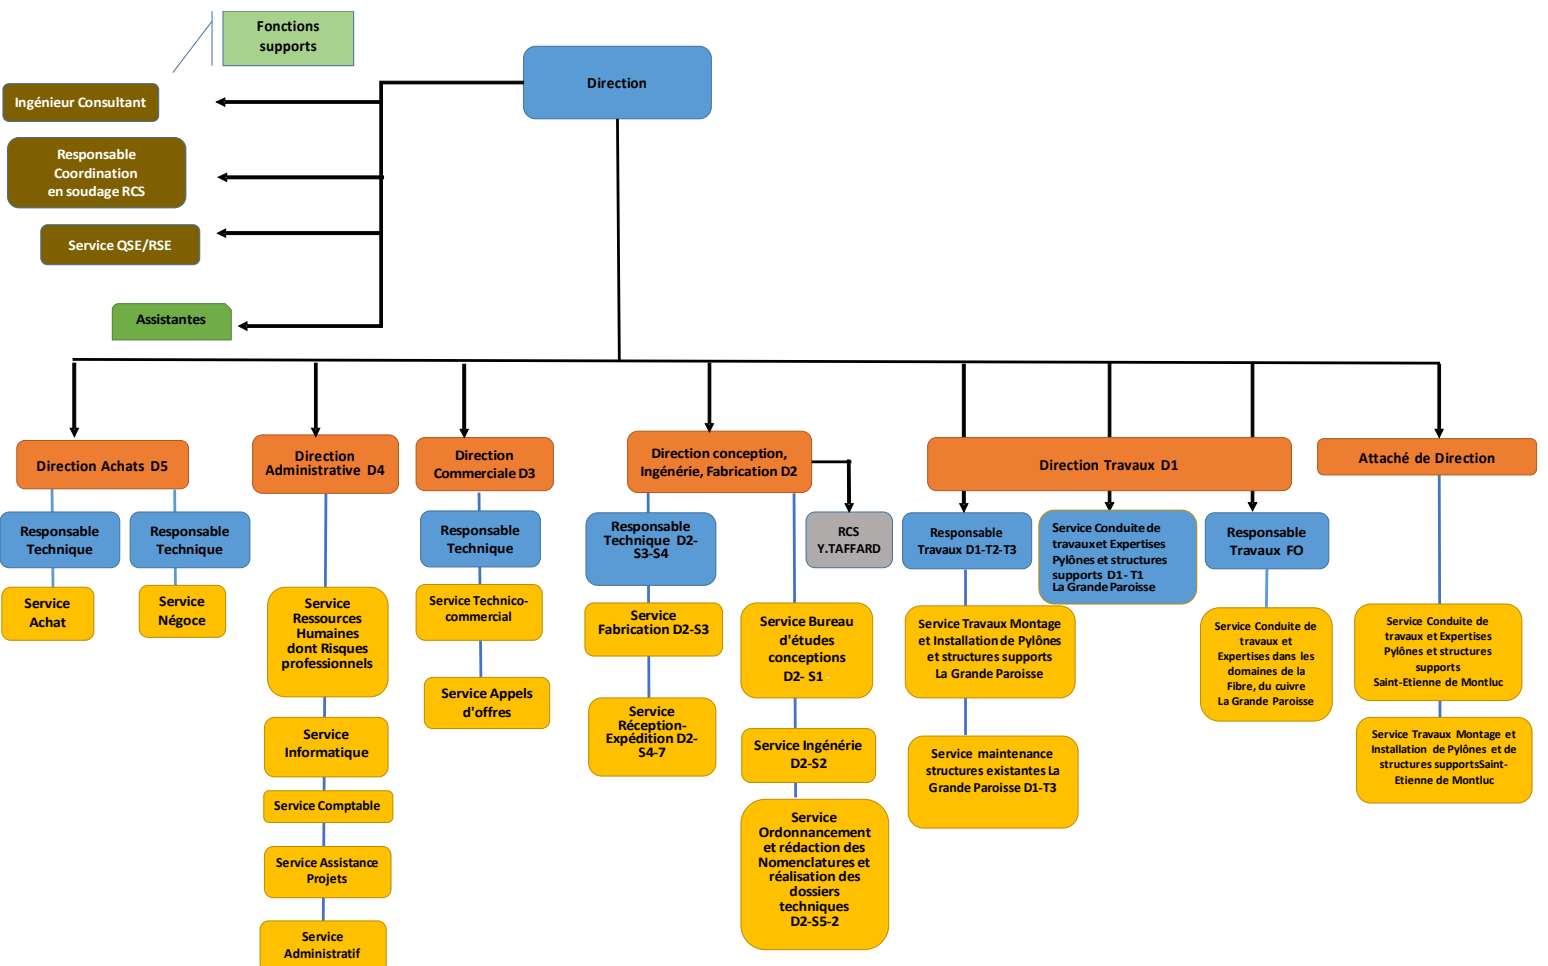 Fonctions
supports
Direction
Ingénieur Consultant
Responsable
Coordination
en soudage RCS
Service QSE/RSE
Assistantes
Direction Achats D5
Direction
Administrative D4
Direction
Commerciale D3
Direction conception,
Ingénérie, Fabrication D2
Direction Travaux D1
Attaché de Direction
Responsable
Technique
Responsable
Technique
Responsable
Technique
Responsable
Technique D2-
S3-S4
RCS
Y.TAFFARD
Responsable
Travaux D1-T2-T3
Service Conduite de
travaux et Expertises
Pylônes et structures
supports D1- T1
La Grande Paroisse
Responsable
Travaux FO
Service
Achat
Service
Négoce
Service
Ressources
Humaines
dont Risques
professionnels
Service
Informatique
Service Comptable
Service Assistance
Projets
Service
Administratif
Service Technico-
commercial
Service Appels
d'offres
Service
Fabrication D2-S3
Service
Réception-
Expédition D2-
S4-7
Service Bureau
d'études
conceptions
D2- S1 -
Service Ingénérie
D2-S2
Service
Ordonnancement
et rédaction des
Nomenclatures et
réalisation des
dossiers
techniques
D2-S5-2
Service Travaux Montage
et Installation de Pylônes
et structures supports
La Grande Paroisse
Service maintenance
structures existantes La
Grande Paroisse D1-T3
Service Conduite de
travaux et
Expertises dans les
domaines de la
Fibre, du cuivre
La Grande Paroisse
Service Conduite de
travaux et Expertises
Pylônes et structures
supports
Saint-Etienne de Montluc
Service Travaux Montage et
Installation de Pylônes et de
structures supportsSaint-
Etienne de Montluc